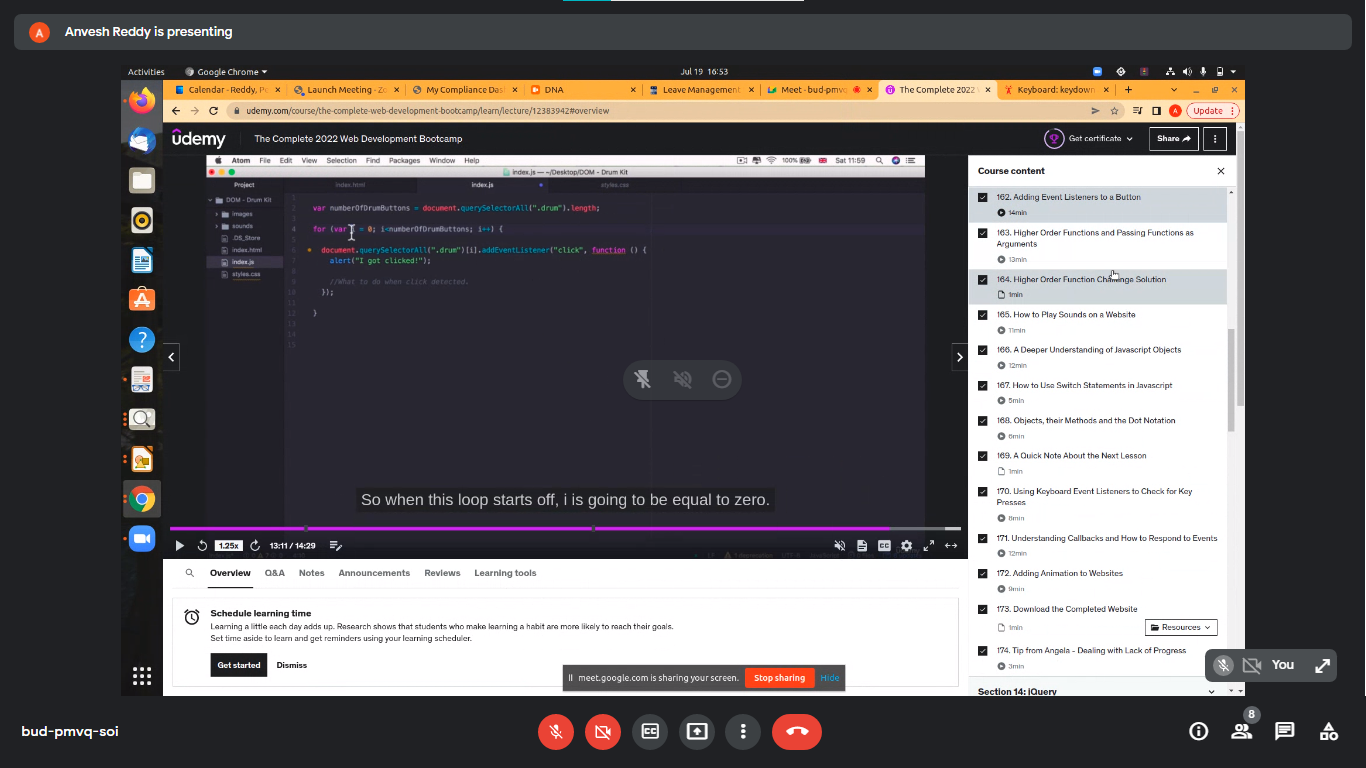 Anvesh Reddy is presenting
Activities
Google Chrome
Jul 19 16:53
Calendar - Reddy, P
Launch Meeting - Zo
My Compliance Das
DNA
Leave Management
Meet - bud-pmvq
The Complete 2022
Keyboard: keydown
udemy.com/course/the-complete-web-development-bootcamp/learn/lecture/12383942#overview
Update
udemy
The Complete 2022 Web Development Bootcamp
Get certificate
Share
Atom File Edit View Selection Find Packages Window Help
100%
Sat 11:59
index.js — ~/Desktop/DOM - Drum Kit
Project
index.html
index.js
styles.css
DOM - Drum Kit
images
sounds
.DS_Store
index.html
index.js
styles.css
1
2 var numberOfDrumButtons = document.querySelectorAll(".drum").length;
3
4 for (var i = 0; i<numberOfDrumButtons; i++) {
5
6 document.querySelectorAll(".drum")[i].addEventListener("click", function () {
7 alert("I got clicked!");
8
9 //What to do when click detected.
10 });
11
12 }
13
14
15
So when this loop starts off, i is going to be equal to zero.
1.25x
13:11 / 14:29
CC
Course content
162. Adding Event Listeners to a Button
14min
163. Higher Order Functions and Passing Functions as
Arguments
13min
164. Higher Order Function Challenge Solution
1min
165. How to Play Sounds on a Website
11min
166. A Deeper Understanding of Javascript Objects
12min
167. How to Use Switch Statements in Javascript
5min
168. Objects, their Methods and the Dot Notation
6min
169. A Quick Note About the Next Lesson
1min
170. Using Keyboard Event Listeners to Check for Key
Presses
8min
171. Understanding Callbacks and How to Respond to Events
12min
172. Adding Animation to Websites
9min
173. Download the Completed Website
1min
Resources
174. Tip from Angela - Dealing with Lack of Progress
3min
Section 14: jQuery
Overview
Q&A
Notes
Announcements
Reviews
Learning tools
Schedule learning time
Learning a little each day adds up. Research shows that students who make learning a habit are more likely to reach their goals.
Set time aside to learn and get reminders using your learning scheduler.
Get started
Dismiss
meet.google.com is sharing your screen.
Stop sharing
Hide
You
bud-pmvq-soi
8